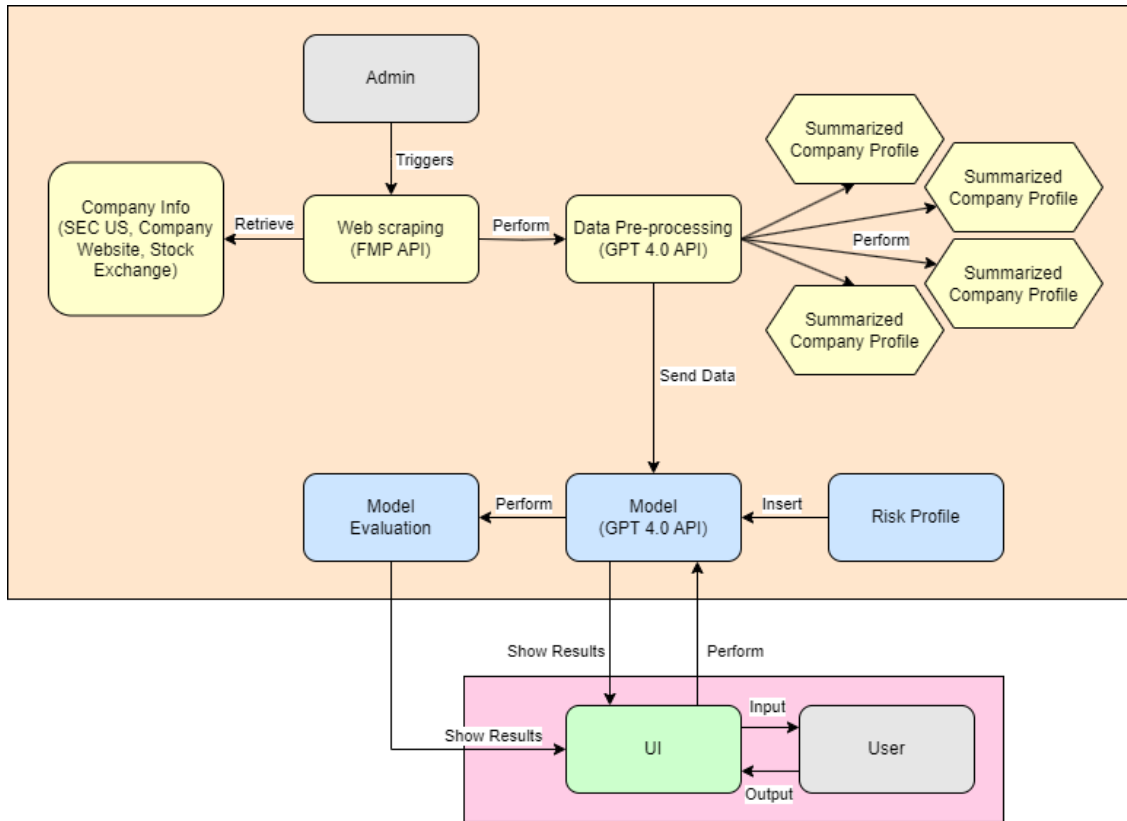 Admin
Triggers
Company Info
(SEC US, Company
Website, Stock
Exchange)
Retrieve
Web scraping
(FMP API)
Perform
Data Pre-processing
(GPT 4.0 API)
Summarized
Company Profile
Summarized
Company Profile
Perform
Summarized
Company Profile
Summarized
Company Profile
Send Data
Model
Evaluation
Perform
Model
(GPT 4.0 API)
Insert
Risk Profile
Show Results
Perform
Show Results
UI
Input
Output
User